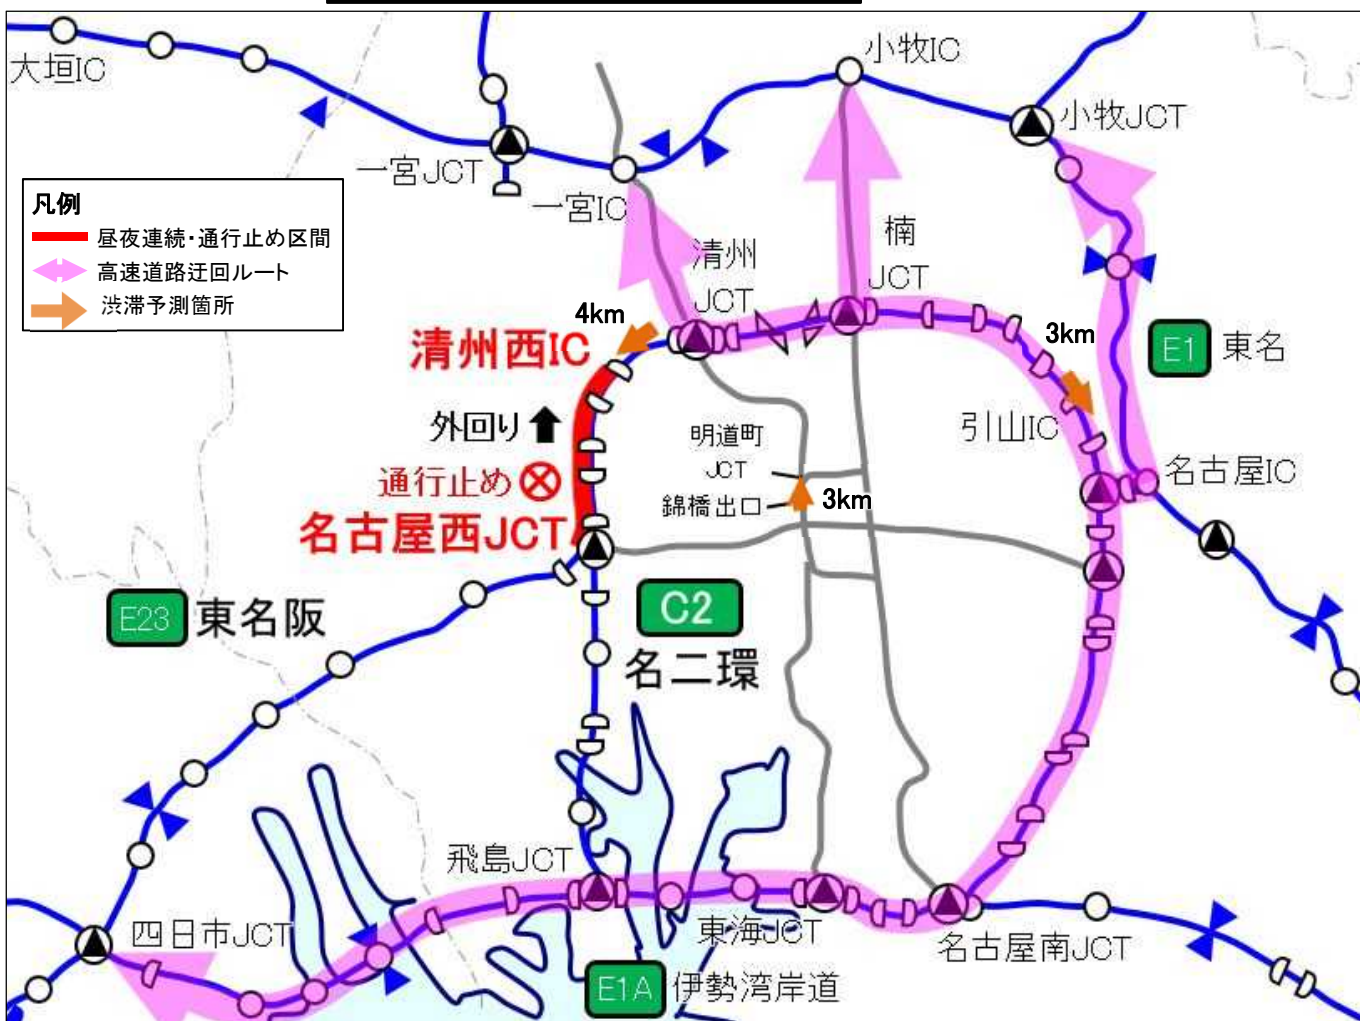 大垣IC
小牧IC
小牧JCT
一宮JCT
一宮IC
凡例
昼夜連続・通行止め区間
高速道路迂回ルート
渋滞予測箇所
清州
JCT
楠
JCT
4km
清州西IC
3km
E1 東名
外回り
明道町
JCT
引山IC
通行止め
錦橋出口
3km
名古屋IC
名古屋西JCT
E23 東名阪
C2
名二環
飛島JCT
四日市JCT
東海JCT
名古屋南JCT
E1A 伊勢湾岸道